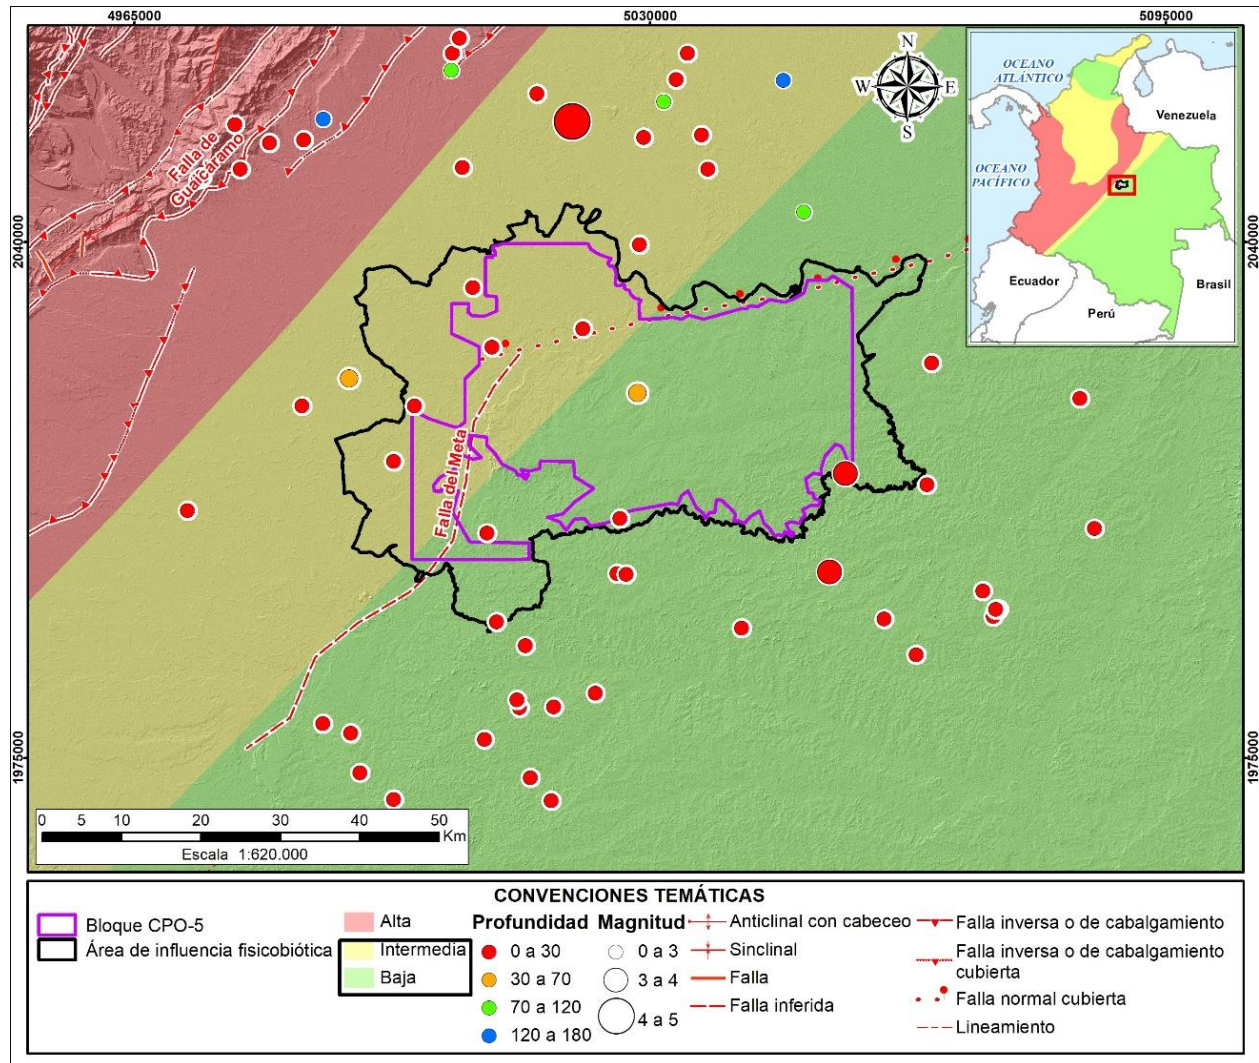 4965000
5030000
5095000
2040000
2040000
1975000
1975000
Falla de
Guaicáramo
Falla del Meta
N
W
E
S
OCEANO
ATLÁNTICO
OCEANO
PACÍFICO
Venezuela
Ecuador
Perú
Brasil
0 5 10 20 30 40 50
Km
Escala 1:620.000
CONVENCIONES TEMÁTICAS
Bloque CPO-5
Área de influencia fisicobiótica
Alta
Intermedia
Baja
Profundidad
0 a 30
30 a 70
70 a 120
120 a 180
Magnitud
0 a 3
3 a 4
4 a 5
Anticlinal con cabeceo
Sinclinal
Falla
Falla inferida
Falla inversa o de cabalgamiento
Falla inversa o de cabalgamiento
cubierta
Falla normal cubierta
Lineamiento